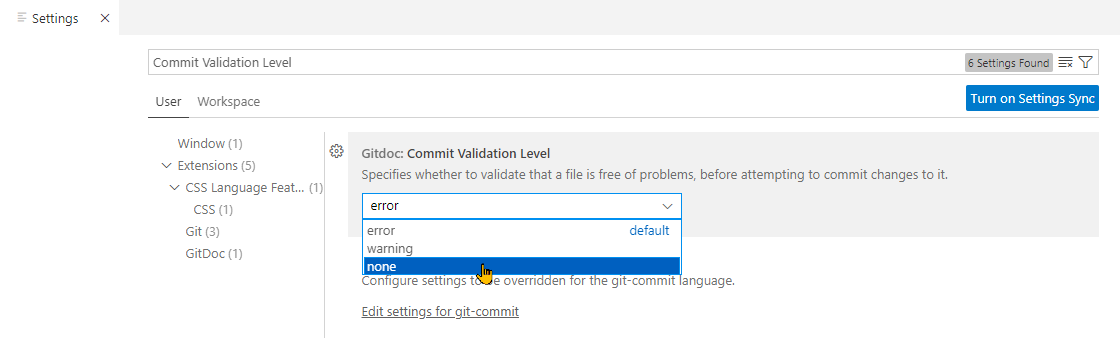 Settings
Commit Validation Level
6 Settings Found
User Workspace
Turn on Settings Sync
Window (1)
Extensions (5)
CSS Language Feat... (1)
CSS (1)
Git (3)
GitDoc (1)
Gitdoc: Commit Validation Level
Specifies whether to validate that a file is free of problems, before attempting to commit changes to it.
error
error default
warning
none
Configure settings to be overridden for the git-commit language.
Edit settings for git-commit